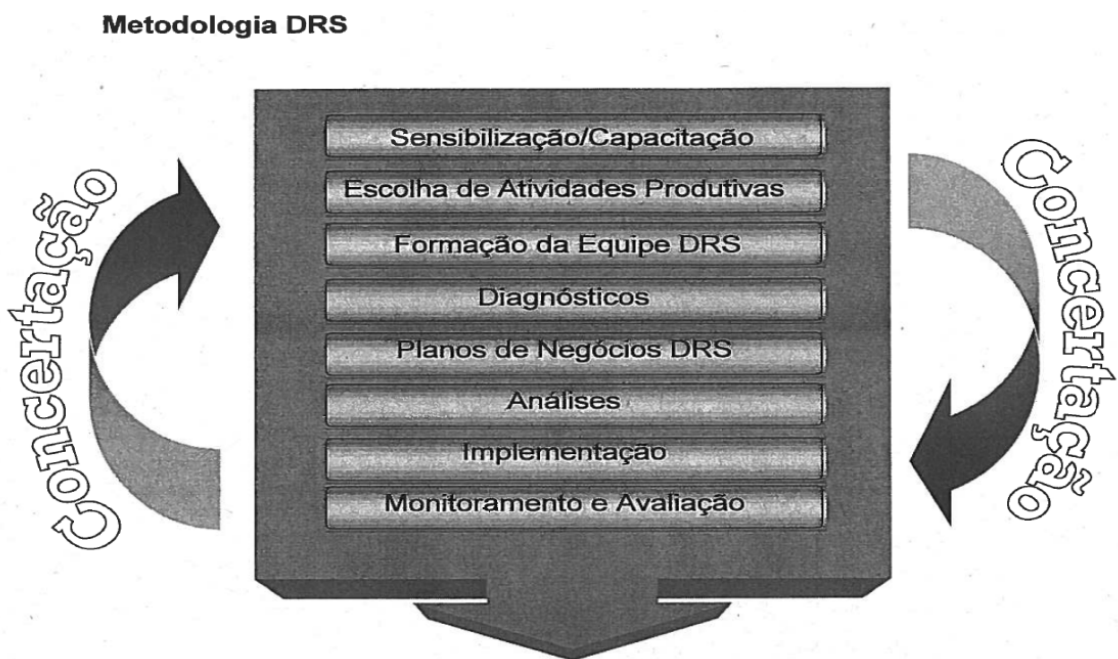 Metodologia DRS
Sensibilização/Capacitação
Escolha de Atividades Produtivas
Formação da Equipe DRS
Diagnósticos
Planos de Negócios DRS
Análises
Implementação
Monitoramento e Avaliação
Concertação
Concertação